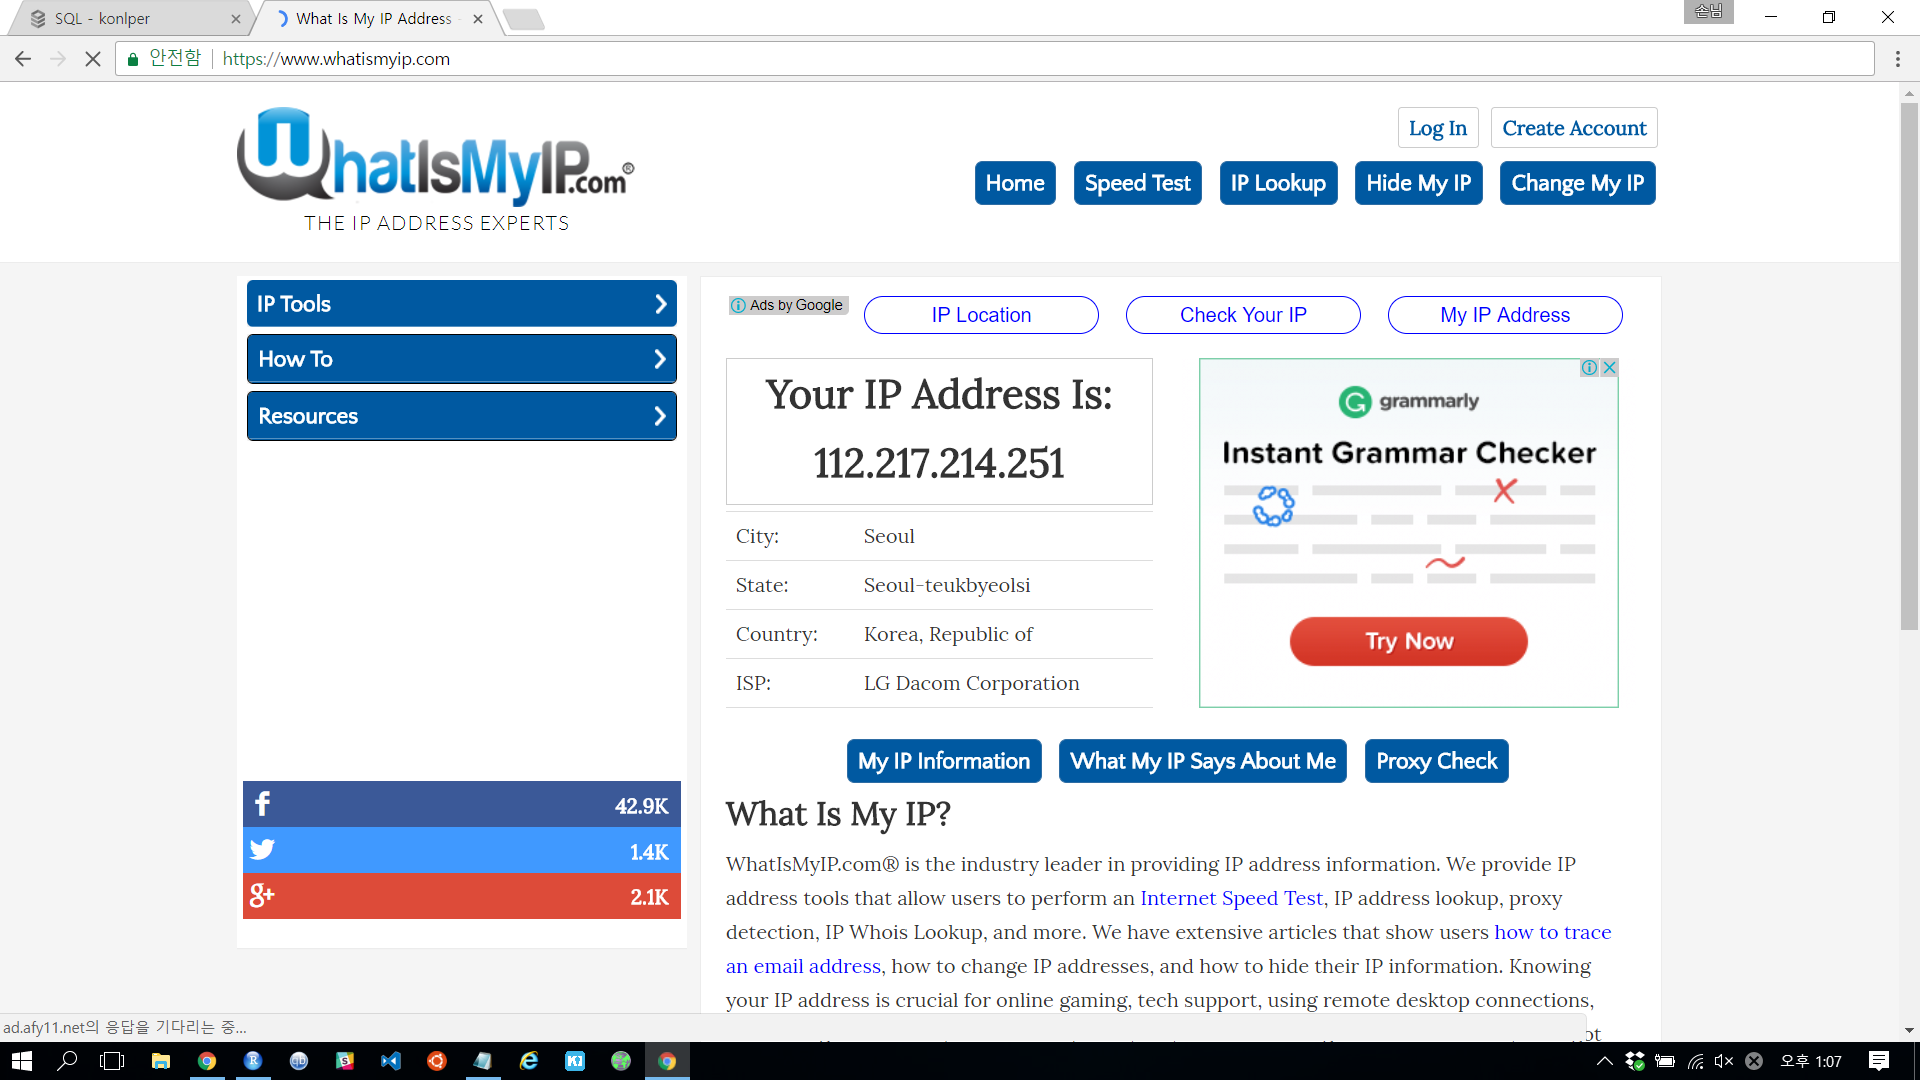 SQL - konlper
What Is My IP Address
손님
안전함
https://www.whatismyip.com
WhatIsMyIP.com®
THE IP ADDRESS EXPERTS
Log In
Create Account
Home
Speed Test
IP Lookup
Hide My IP
Change My IP
IP Tools
How To
Resources
42.9K
1.4K
2.1K
Ads by Google
IP Location
Check Your IP
My IP Address
Your IP Address Is:
112.217.214.251
City: Seoul
State: Seoul-teukbyeolsi
Country: Korea, Republic of
ISP: LG Dacom Corporation
grammarly
Instant Grammar Checker
Try Now
My IP Information
What My IP Says About Me
Proxy Check
What Is My IP?
WhatIsMyIP.com® is the industry leader in providing IP address information. We provide IP
address tools that allow users to perform an Internet Speed Test, IP address lookup, proxy
detection, IP Whois Lookup, and more. We have extensive articles that show users how to trace
an email address, how to change IP addresses, and how to hide their IP information. Knowing
your IP address is crucial for online gaming, tech support, using remote desktop connections,
ad.afy11.net의 응답을 기다리는 중...
오후 1:07